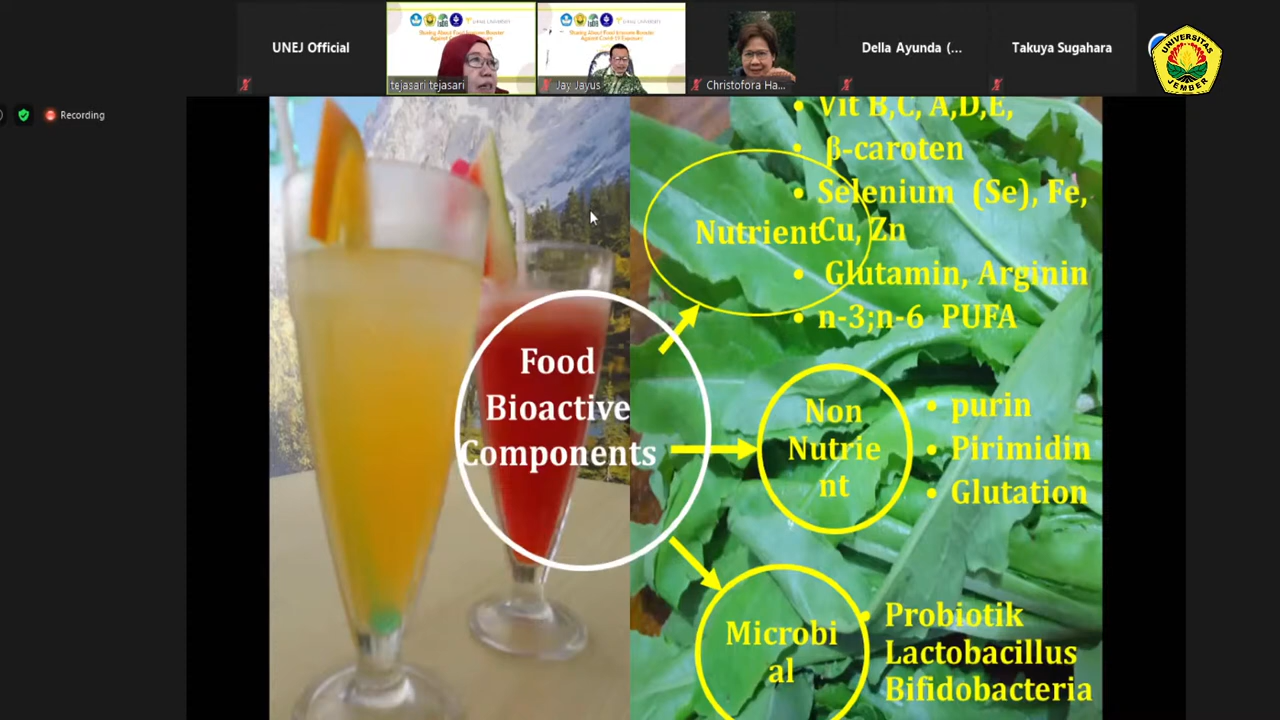 UNEJ Official
tejasari tejasari
Jay Jayus
Christofora Ha...
Della Ayunda (...
Takuya Sugahara
UNIVERSITAS
JEMBER
Recording
Food
Bioactive
Components
Nutrient
• Vit B,C, A,D,E,
• β-caroten
• Selenium (Se), Fe,
Cu, Zn
• Glutamin, Arginin
• n-3;n-6 PUFA
Non
Nutrie
nt
• purin
• Pirimidin
• Glutation
Microbi
al
• Probiotik
Lactobacillus
Bifidobacteria